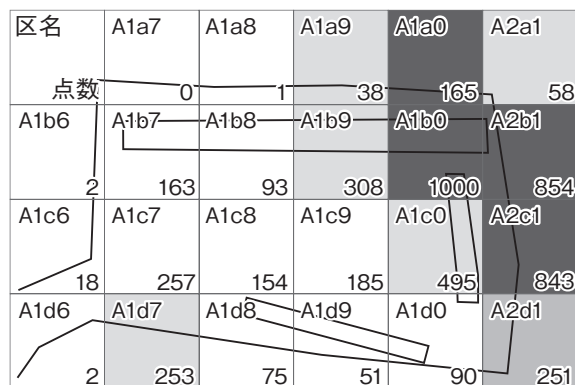 区名 A1a7 A1a8 A1a9 A1a0 A2a1
点数 0 1 38 165 58
A1b6 A1b7 A1b8 A1b9 A1b0 A2b1
2 163 93 308 1000 854
A1c6 A1c7 A1c8 A1c9 A1c0 A2c1
18 257 154 185 495 843
A1d6 A1d7 A1d8 A1d9 A1d0 A2d1
2 253 75 51 90 251